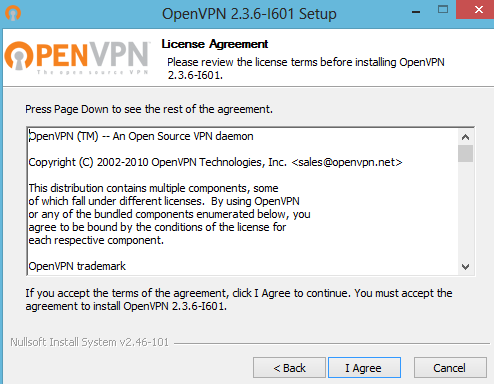 OpenVPN 2.3.6-I601 Setup
OPENVPN™
The open source VPN
License Agreement
Please review the license terms before installing OpenVPN
2.3.6-I601.
Press Page Down to see the rest of the agreement.
OpenVPN (TM) -- An Open Source VPN daemon
Copyright (C) 2002-2010 OpenVPN Technologies, Inc. <sales@openvpn.net>
This distribution contains multiple components, some
of which fall under different licenses.  By using OpenVPN
or any of the bundled components enumerated below, you
agree to be bound by the conditions of the license for
each respective component.
OpenVPN trademark
If you accept the terms of the agreement, click I Agree to continue. You must accept the
agreement to install OpenVPN 2.3.6-I601.
Nullsoft Install System v2.46-101
< Back
I Agree
Cancel